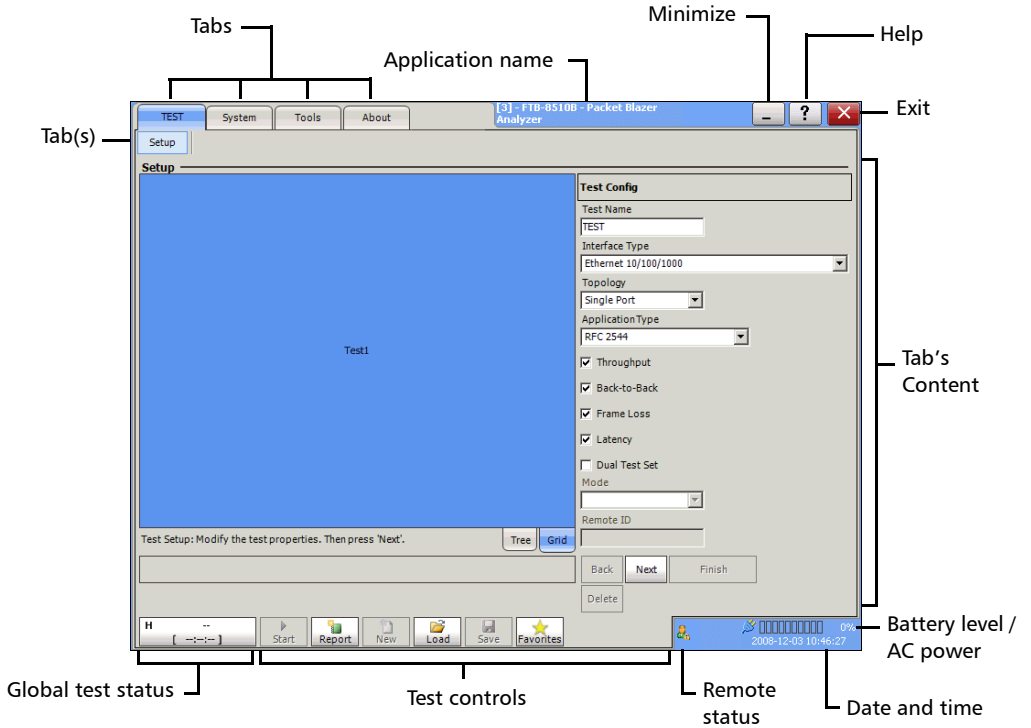 Tabs
Minimize
Help
Application name
Exit
Tab(s)
TEST
System
Tools
About
[3] - FTB-8510B - Packet Blazer
Analyzer
?
Setup
Setup
Test Config
Test Name
TEST
Interface Type
Ethernet 10/100/1000
Topology
Single Port
Application Type
RFC 2544
Test1
Throughput
Back-to-Back
Frame Loss
Latency
Dual Test Set
Mode
Remote ID
Tab's
Content
Test Setup: Modify the test properties. Then press 'Next'.
Tree
Grid
Back
Next
Finish
Delete
H --
[ --:--:-- ]
Start
Report
New
Load
Save
Favorites
0%
2008-12-03 10:46:27
Battery level /
AC power
Global test status
Test controls
Remote
status
Date and time